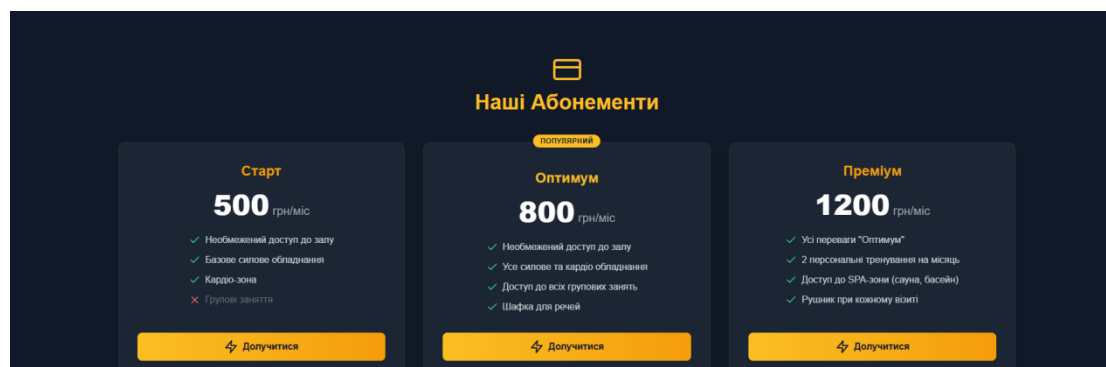 Наші Абонементи
Старт
500 грн/міс
Необмежений доступ до залу
Базове силове обладнання
Кардіо-зона
Групові заняття
Долучитися
ПОПУЛЯРНИЙ
Оптимум
800 грн/міс
Необмежений доступ до залу
Усе силове та кардіо обладнання
Доступ до всіх групових занять
Шафка для речей
Долучитися
Преміум
1200 грн/міс
Усі переваги "Оптимум"
2 персональні тренування на місяць
Доступ до SPA-зони (сауна, басейн)
Рушник при кожному візиті
Долучитися